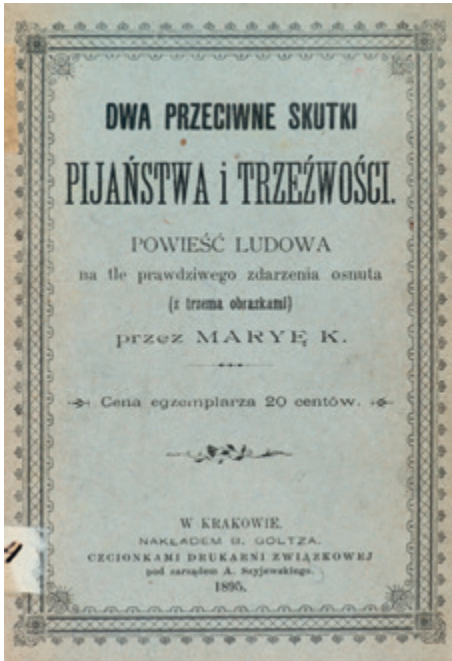 DWA PRZECIWNE SKUTKI
PIJAŃSTWA i TRZEŹWOŚCI.
POWIEŚĆ LUDOWA
na tle prawdziwego zdarzenia osnuta
(z trzema obrazkami)
przez MARYĘ K.
Cena egzemplarza 20 centów.
W KRAKOWIE.
NAKŁADEM B. GOLTZA.
CZCIONKAMI DRUKARNI ZWIĄZKOWEJ
pod zarządem A. Szyjewskiego.
1895.